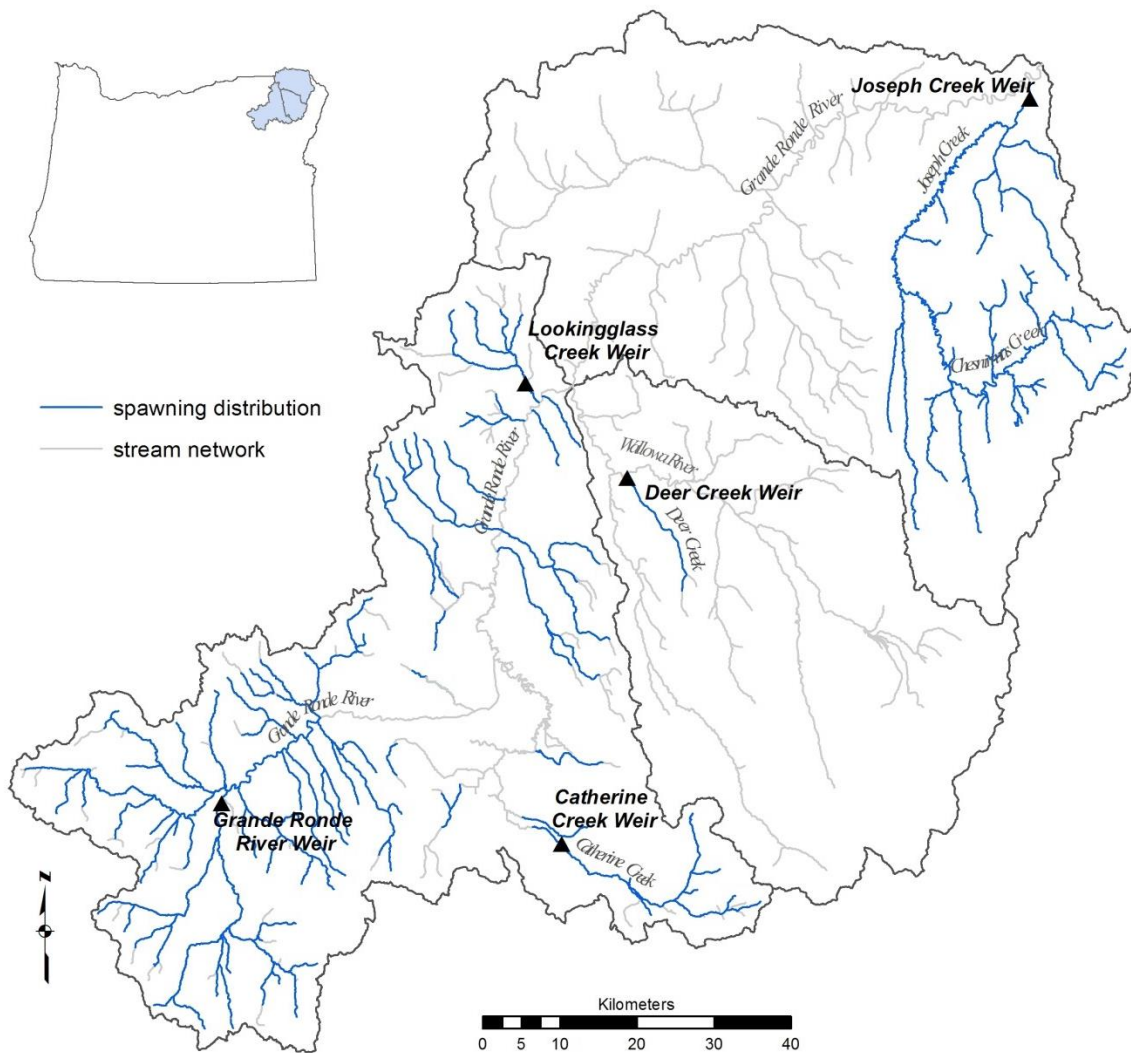 Joseph Creek Weir
Grande Ronde River
Joseph Creek
Lookingglass
Creek Weir
Chesnimnus Creek
spawning distribution
stream network
Grande Ronde River
Wallowa River
Deer Creek Weir
Deer Creek
Grande Ronde River
Catherine
Creek Weir
Grande Ronde
River Weir
Catherine Creek
N
Kilometers
0 5 10 20 30 40